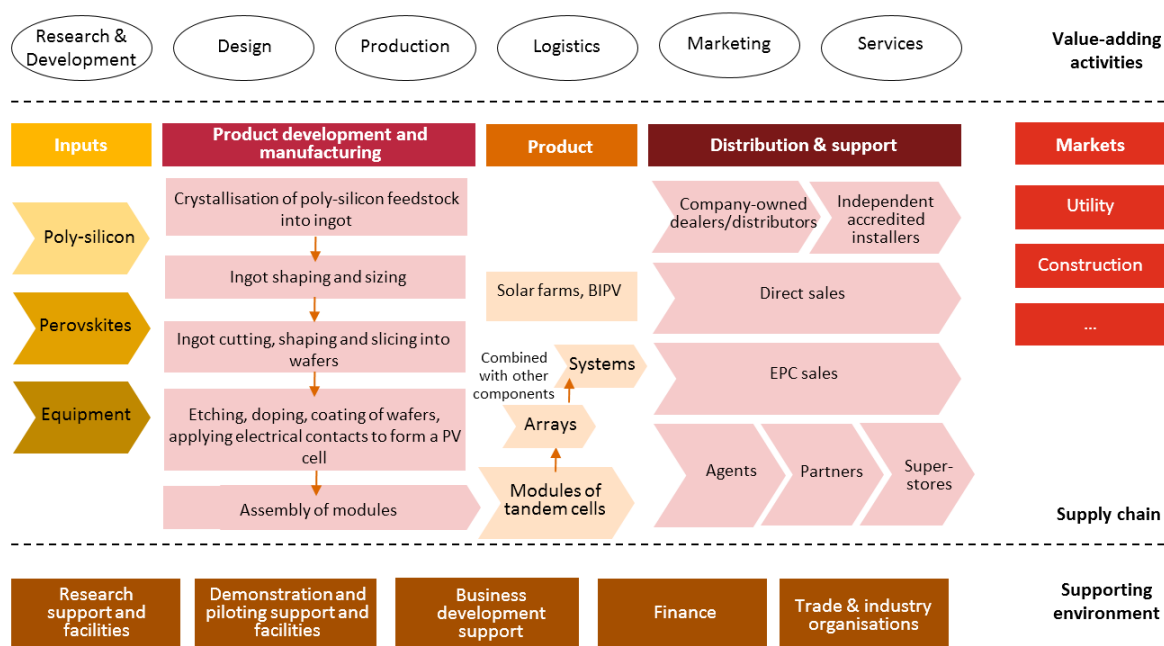 Research &
Development
Design
Production
Logistics
Marketing
Services
Value-adding
activities
Inputs
Product development and
manufacturing
Product
Distribution & support
Markets
Poly-silicon
Perovskites
Equipment
Crystallisation of poly-silicon feedstock
into ingot
Ingot shaping and sizing
Ingot cutting, shaping and slicing into
wafers
Etching, doping, coating of wafers,
applying electrical contacts to form a PV
cell
Assembly of modules
Solar farms, BIPV
Combined
with other
components
Systems
Arrays
Modules of
tandem cells
Company-owned
dealers/distributors
Independent
accredited
installers
Direct sales
EPC sales
Agents
Partners
Super-
stores
Utility
Construction
...
Supply chain
Research
support and
facilities
Demonstration and
piloting support and
facilities
Business
development
support
Finance
Trade & industry
organisations
Supporting
environment